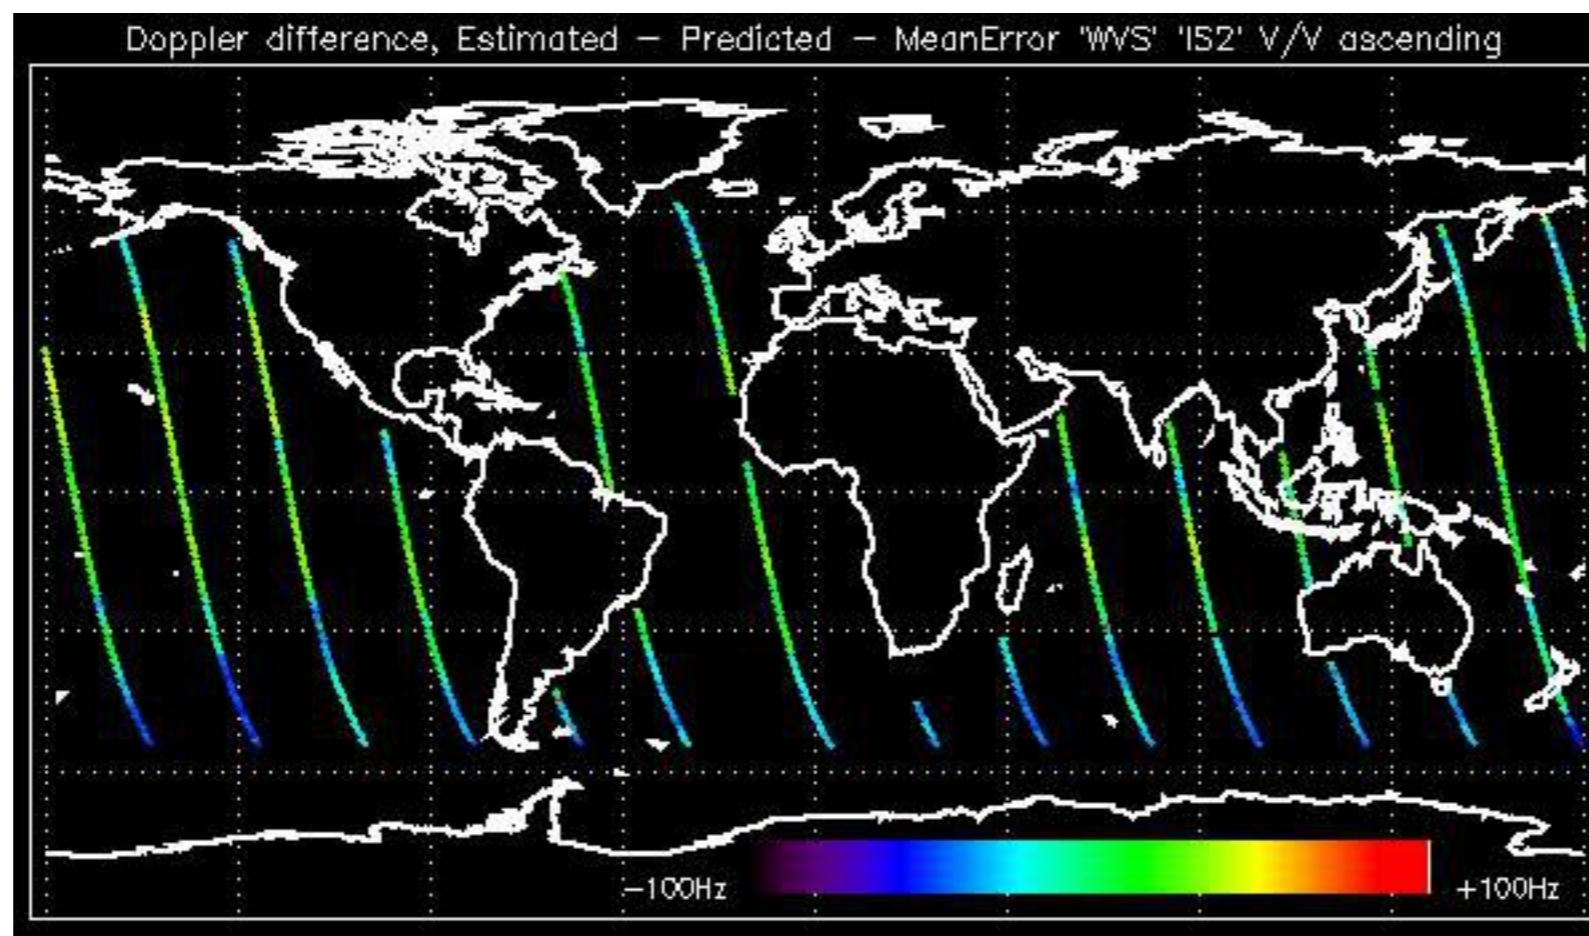 Doppler difference, Estimated – Predicted – MeanError 'WVS' 'IS2' V/V ascending
–100Hz
+100Hz